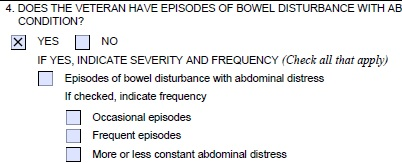 4. DOES THE VETERAN HAVE EPISODES OF BOWEL DISTURBANCE WITH AB
CONDITION?
X YES NO
IF YES, INDICATE SEVERITY AND FREQUENCY (Check all that apply)
Episodes of bowel disturbance with abdominal distress
If checked, indicate frequency
Occasional episodes
Frequent episodes
More or less constant abdominal distress